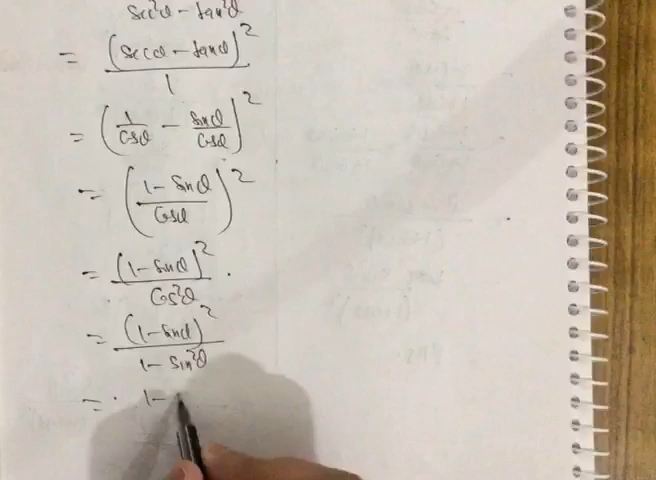 sec²θ - tan²θ
= (secθ - tanθ)² / 1
= (1/cosθ - sinθ/cosθ)²
= ((1 - sinθ)/cosθ)²
= (1 - sinθ)² / cos²θ .
= (1 - sinθ)² / 1 - sin²θ
= 1 -